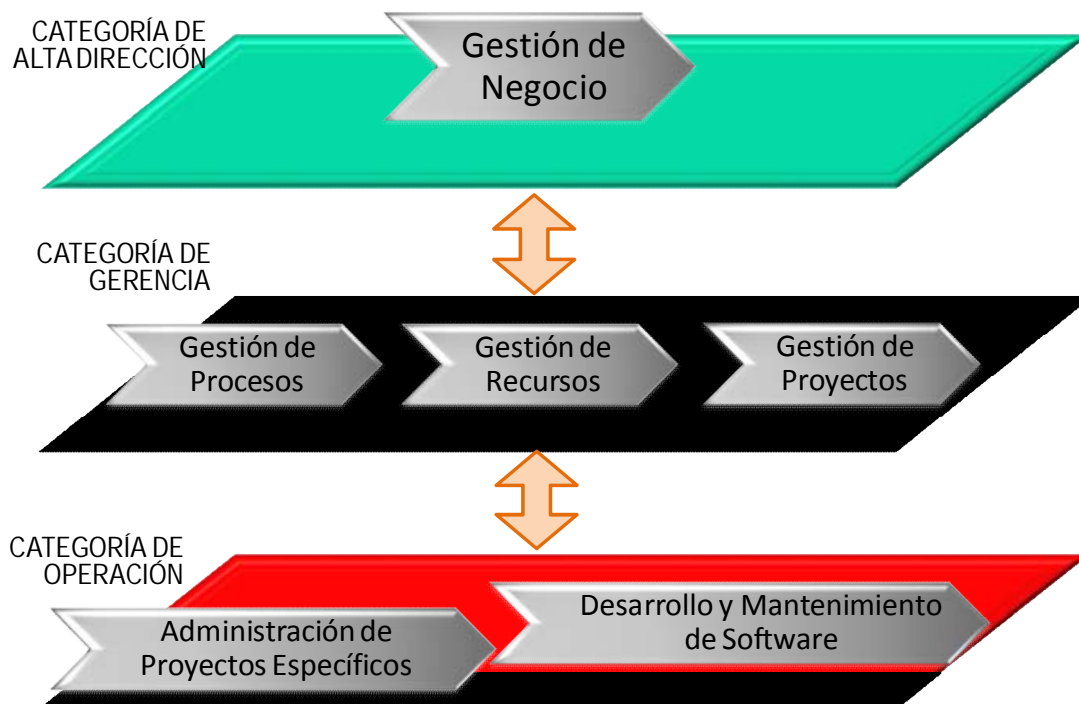 CATEGORÍA DE
ALTA DIRECCIÓN
Gestión de
Negocio
CATEGORÍA DE
GERENCIA
Gestión de
Procesos
Gestión de
Recursos
Gestión de
Proyectos
CATEGORÍA DE
OPERACIÓN
Administración de
Proyectos Específicos
Desarrollo y Mantenimiento
de Software